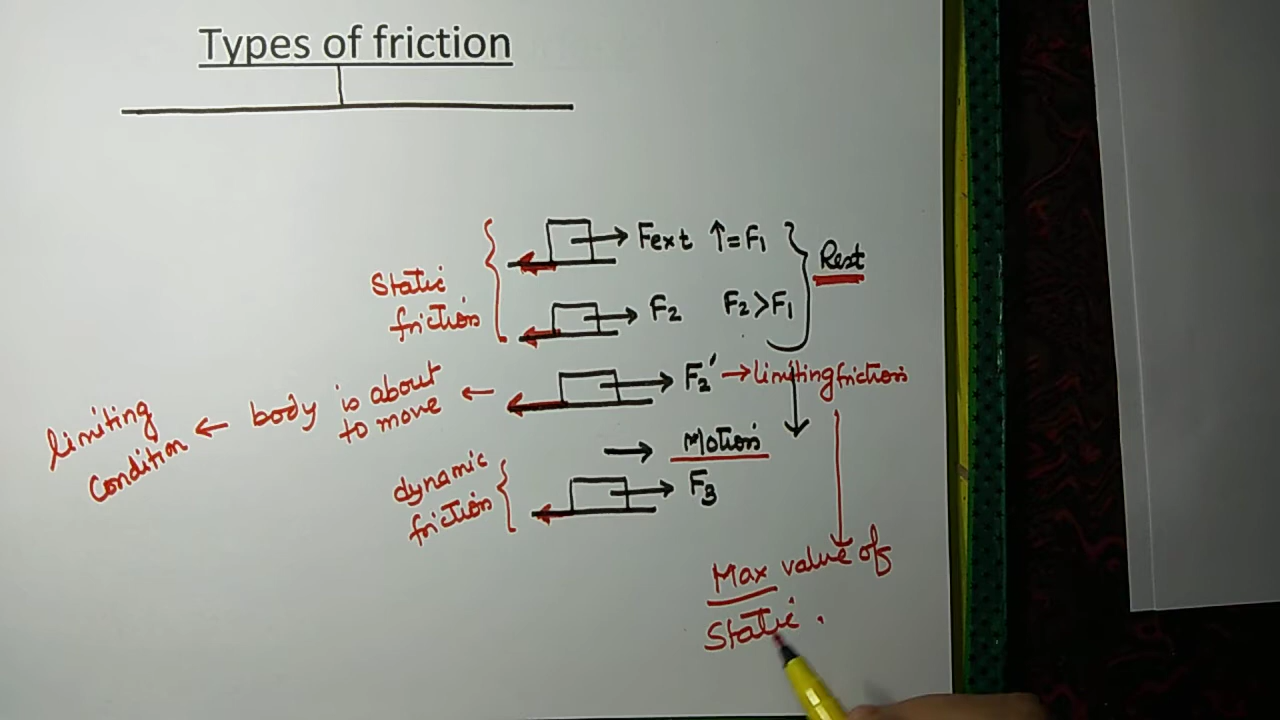 Types of friction
Fext ↑=F1
Rest
Static
friction
F2 F2>F1
F2' → limiting friction
← body is about
to move ←
limiting
Condition
Motion
dynamic
friction
F3
Max value of
Static.